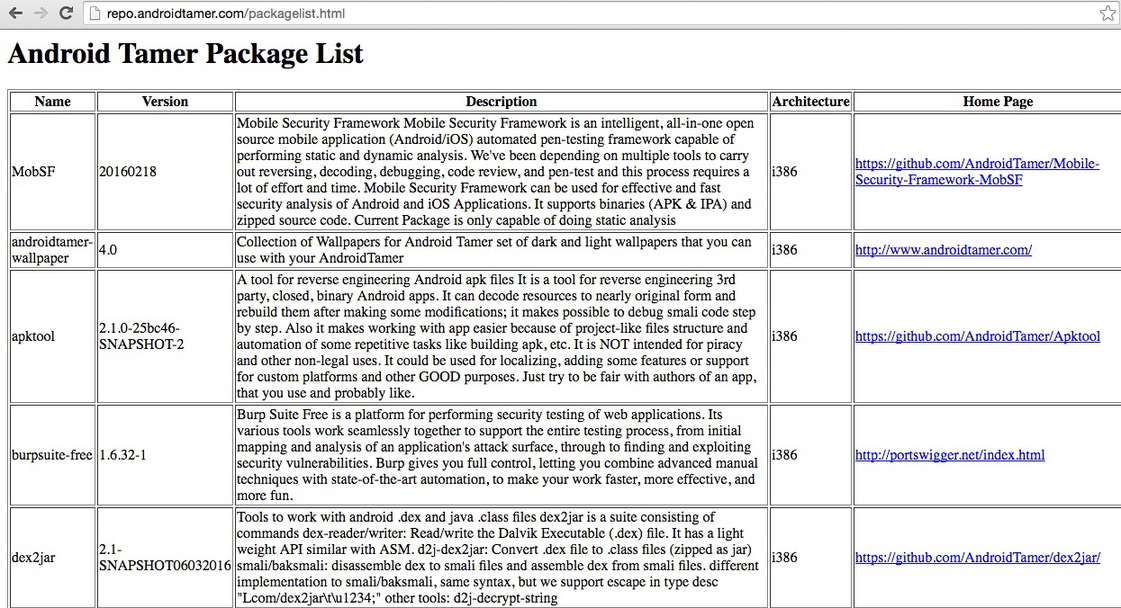 repo.androidtamer.com/packagelist.html
Android Tamer Package List
Name Version Description Architecture Home Page
MobSF
20160218
Mobile Security Framework Mobile Security Framework is an intelligent, all-in-one open
source mobile application (Android/iOS) automated pen-testing framework capable of
performing static and dynamic analysis. We've been depending on multiple tools to carry
out reversing, decoding, debugging, code review, and pen-test and this process requires a
lot of effort and time. Mobile Security Framework can be used for effective and fast
security analysis of Android and iOS Applications. It supports binaries (APK & IPA) and
zipped source code. Current Package is only capable of doing static analysis
i386
https://github.com/AndroidTamer/Mobile-
Security-Framework-MobSF
androidtamer-
wallpaper
4.0
Collection of Wallpapers for Android Tamer set of dark and light wallpapers that you can
use with your AndroidTamer
i386
http://www.androidtamer.com/
apktool
2.1.0-25bc46-
SNAPSHOT-2
A tool for reverse engineering Android apk files It is a tool for reverse engineering 3rd
party, closed, binary Android apps. It can decode resources to nearly original form and
rebuild them after making some modifications; it makes possible to debug smali code step
by step. Also it makes working with app easier because of project-like files structure and
automation of some repetitive tasks like building apk, etc. It is NOT intended for piracy
and other non-legal uses. It could be used for localizing, adding some features or support
for custom platforms and other GOOD purposes. Just try to be fair with authors of an app,
that you use and probably like.
i386
https://github.com/AndroidTamer/Apktool
burpsuite-free
1.6.32-1
Burp Suite Free is a platform for performing security testing of web applications. Its
various tools work seamlessly together to support the entire testing process, from initial
mapping and analysis of an application's attack surface, through to finding and exploiting
security vulnerabilities. Burp gives you full control, letting you combine advanced manual
techniques with state-of-the-art automation, to make your work faster, more effective, and
more fun.
i386
http://portswigger.net/index.html
dex2jar
2.1-
SNAPSHOT06032016
Tools to work with android .dex and java .class files dex2jar is a suite consisting of
commands dex-reader/writer: Read/write the Dalvik Executable (.dex) file. It has a light
weight API similar with ASM. d2j-dex2jar: Convert .dex file to .class files (zipped as jar)
smali/baksmali: disassemble dex to smali files and assemble dex from smali files. different
implementation to smali/baksmali, same syntax, but we support escape in type desc
"Lcom/dex2jar\t\u1234;" other tools: d2j-decrypt-string
i386
https://github.com/AndroidTamer/dex2jar/